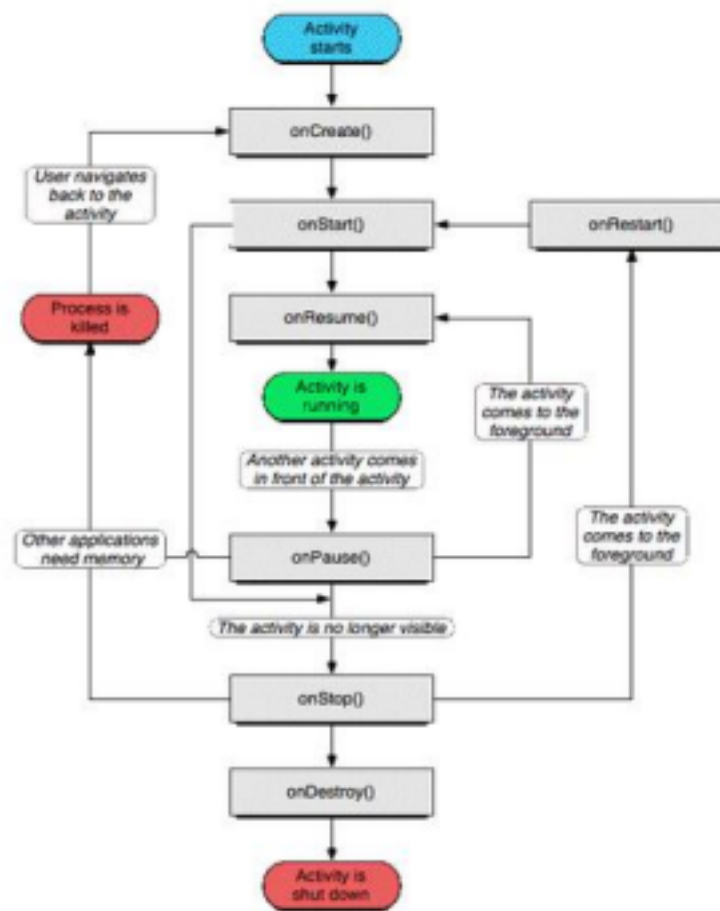 Activity
starts
onCreate()
User navigates
back to the
activity
onStart()
onRestart()
Process is
killed
onResume()
Activity is
running
The activity
comes to the
foreground
Another activity comes
in front of the activity
The activity
comes to the
foreground
Other applications
need memory
onPause()
The activity is no longer visible
onStop()
onDestroy()
Activity is
shut down